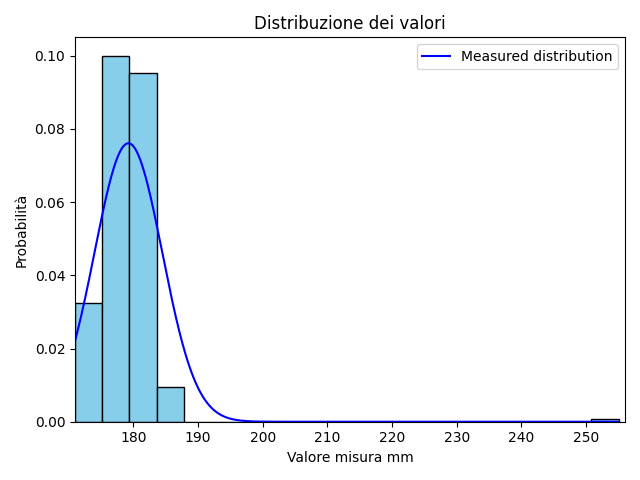 Distribuzione dei valori
Measured distribution
0.10
0.08
0.06
0.04
0.02
0.00
Probabilità
180 190 200 210 220 230 240 250
Valore misura mm